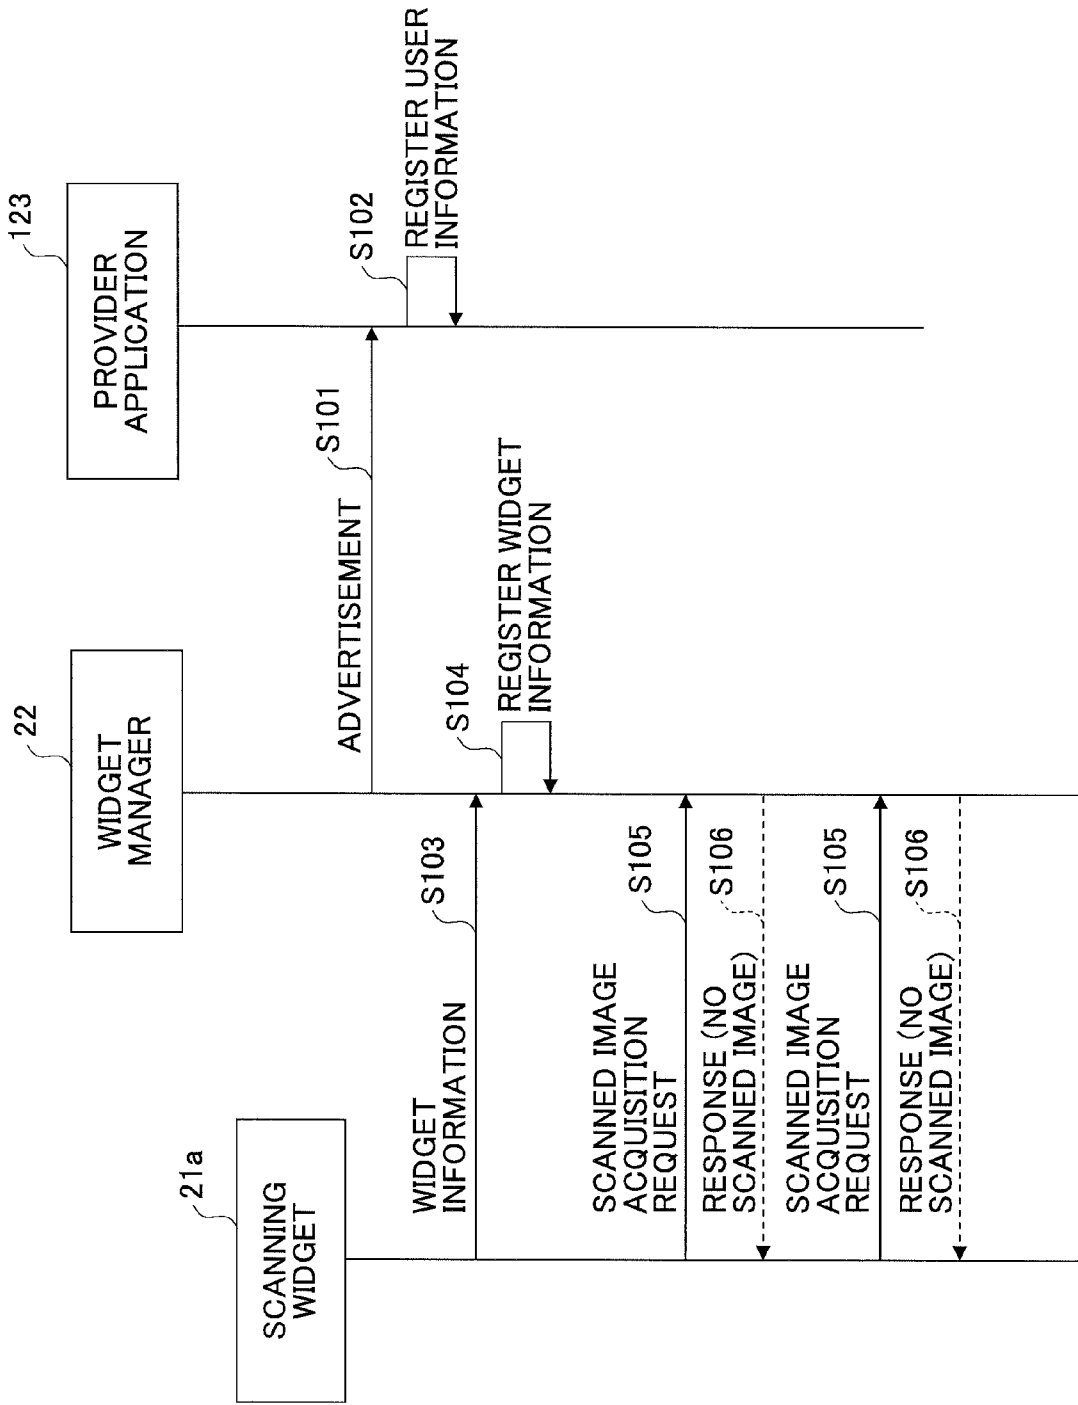 123
PROVIDER
APPLICATION
22
WIDGET
MANAGER
21a
SCANNING
WIDGET
ADVERTISEMENT
S101
S102
REGISTER USER
INFORMATION
WIDGET
INFORMATION
S103
S104
REGISTER WIDGET
INFORMATION
SCANNED IMAGE
ACQUISITION
REQUEST
S105
RESPONSE (NO
SCANNED IMAGE)
S106
SCANNED IMAGE
ACQUISITION
REQUEST
S105
RESPONSE (NO
SCANNED IMAGE)
S106